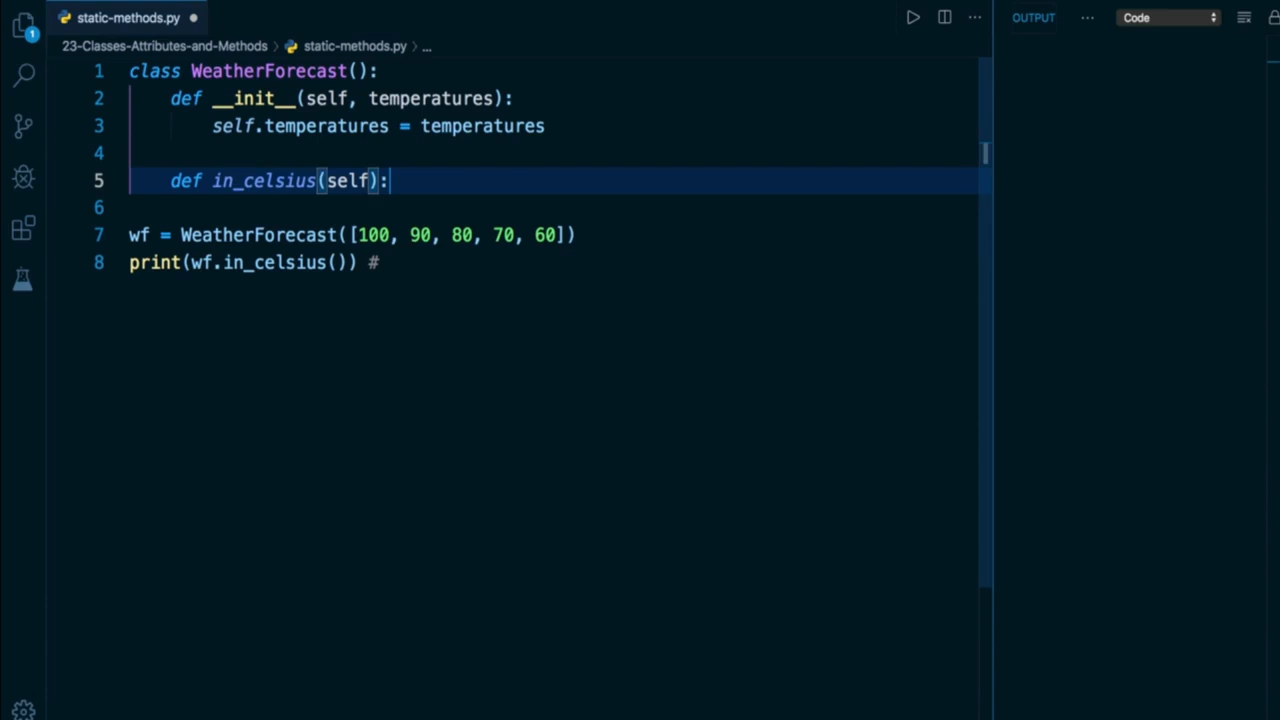 static-methods.py
OUTPUT
Code
1
23-Classes-Attributes-and-Methods > static-methods.py > ...
1 class WeatherForecast():
2 def __init__(self, temperatures):
3 self.temperatures = temperatures
4
5 def in_celsius(self):
6
7 wf = WeatherForecast([100, 90, 80, 70, 60])
8 print(wf.in_celsius()) #